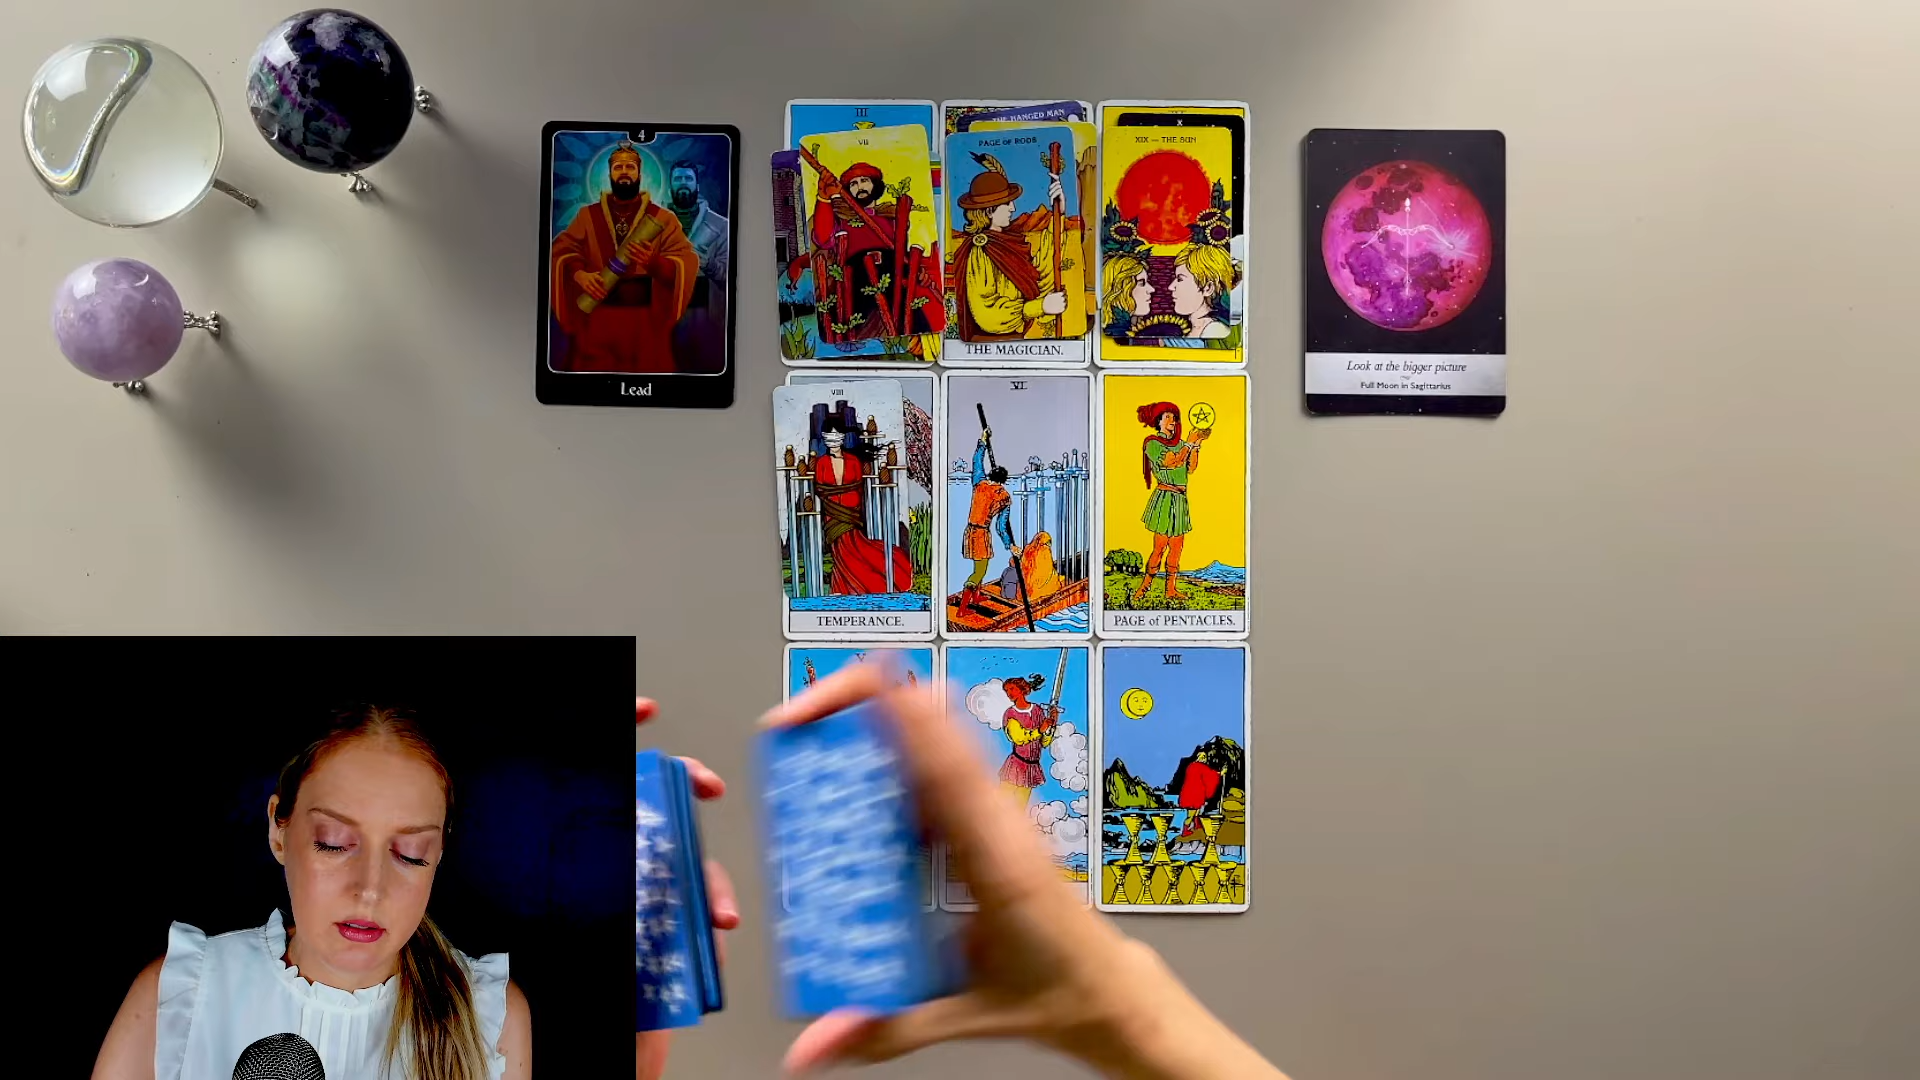 4
Lead
III
VII
THE HANGED MAN
PAGE OF RODS
THE MAGICIAN.
X
XIX — THE SUN
Look at the bigger picture
Full Moon in Sagittarius
VIII
TEMPERANCE.
VI
PAGE of PENTACLES.
V
VIII